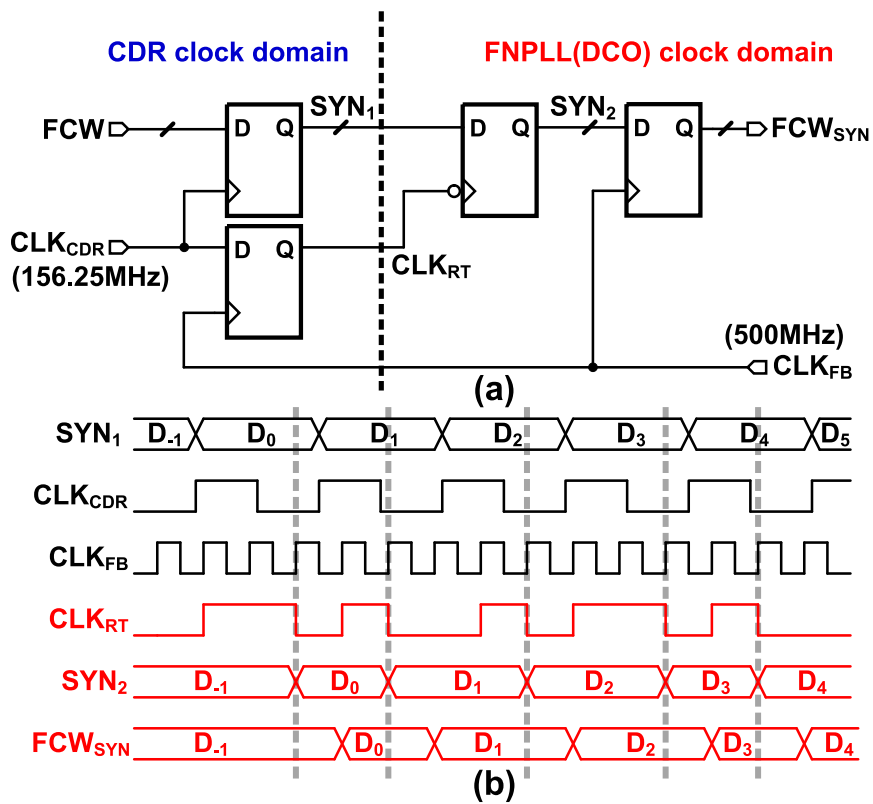 CDR clock domain
FNPLL(DCO) clock domain
FCW
D Q
SYN1
D Q
SYN2
D Q
FCWSYN
CLKCDR
(156.25MHz)
D Q
CLKRT
(500MHz)
CLKFB
(a)
SYN1 D-1 D0 D1 D2 D3 D4 D5
CLKCDR
CLKFB
CLKRT
SYN2 D-1 D0 D1 D2 D3 D4
FCWSYN D-1 D0 D1 D2 D3 D4
(b)